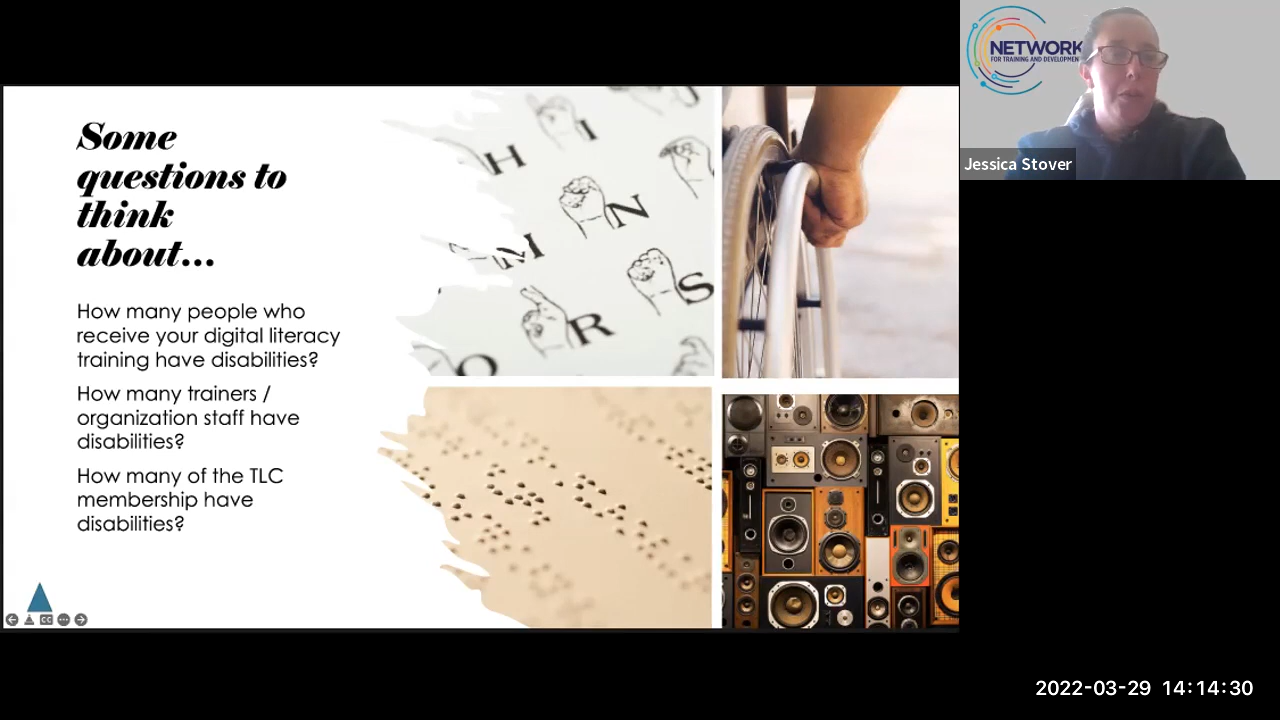 Some
questions to
think
about...
How many people who
receive your digital literacy
training have disabilities?
How many trainers /
organization staff have
disabilities?
How many of the TLC
membership have
disabilities?
H
I
M
N
R
S
O
CC
NETWORK
FOR TRAINING AND DEVELOPMEN
Jessica Stover
2022-03-29 14:14:30